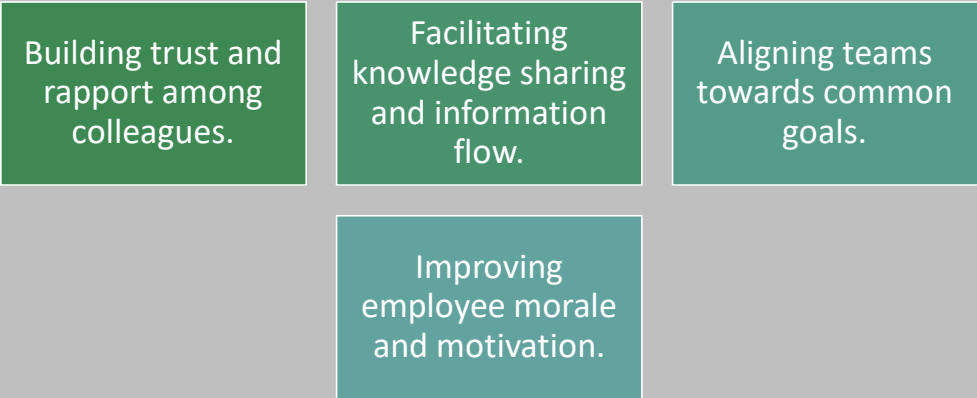 Building trust and
rapport among
colleagues.
Facilitating
knowledge sharing
and information
flow.
Aligning teams
towards common
goals.
Improving
employee morale
and motivation.